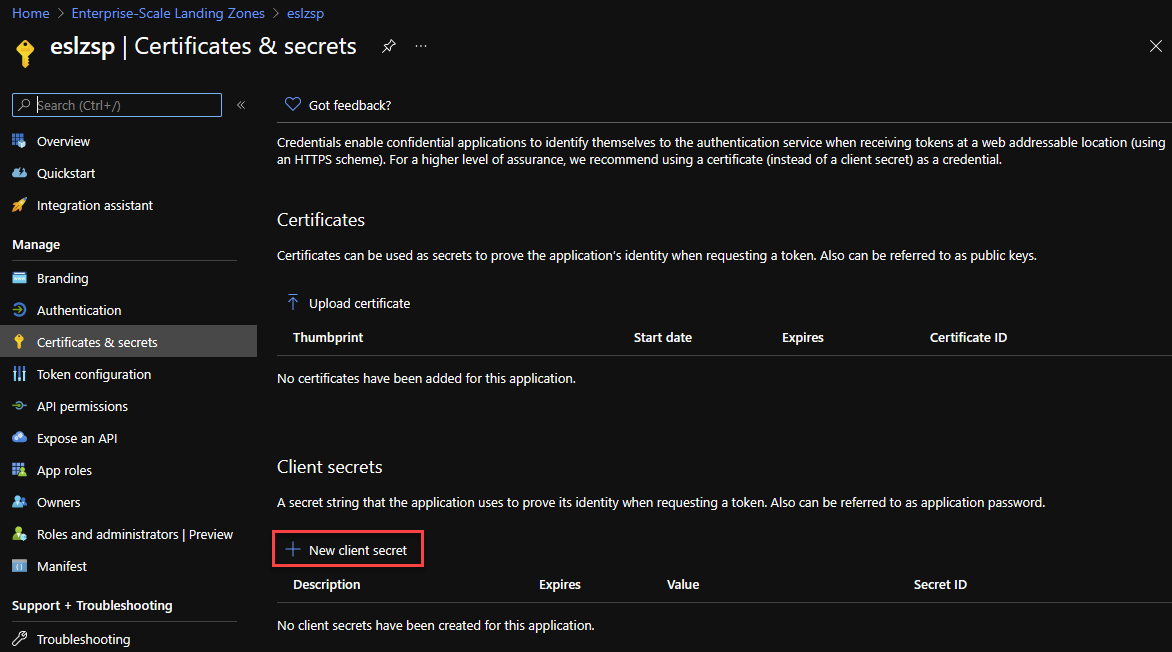 Home > Enterprise-Scale Landing Zones > eslzsp
eslzsp | Certificates & secrets
Search (Ctrl+/)
Overview
Quickstart
Integration assistant
Manage
Branding
Authentication
Certificates & secrets
Token configuration
API permissions
Expose an API
App roles
Owners
Roles and administrators | Preview
Manifest
Support + Troubleshooting
Troubleshooting
Got feedback?
Credentials enable confidential applications to identify themselves to the authentication service when receiving tokens at a web addressable location (using
an HTTPS scheme). For a higher level of assurance, we recommend using a certificate (instead of a client secret) as a credential.
Certificates
Certificates can be used as secrets to prove the application's identity when requesting a token. Also can be referred to as public keys.
Upload certificate
Thumbprint Start date Expires Certificate ID
No certificates have been added for this application.
Client secrets
A secret string that the application uses to prove its identity when requesting a token. Also can be referred to as application password.
New client secret
Description Expires Value Secret ID
No client secrets have been created for this application.